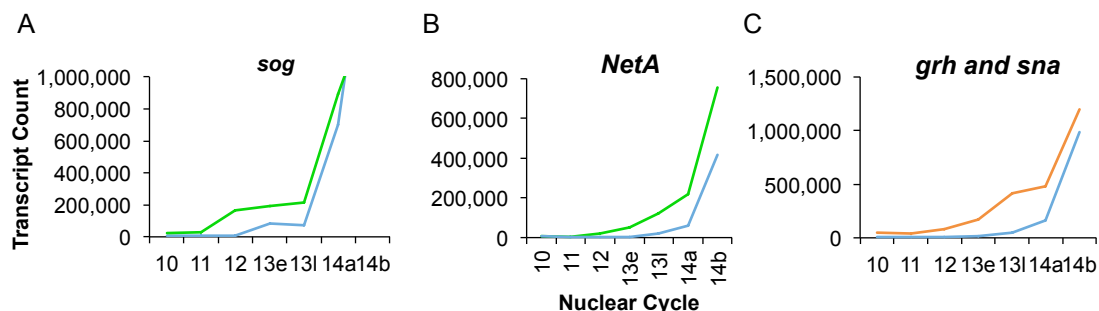 A
sog
Transcript Count
1,000,000
800,000
600,000
400,000
200,000
0
10 11 12 13e 13l 14a 14b
B
NetA
800,000
600,000
400,000
200,000
0
10 11 12 13e 13l 14a 14b
Nuclear Cycle
C
grh and sna
1,500,000
1,000,000
500,000
0
10 11 12 13e 13l 14a 14b